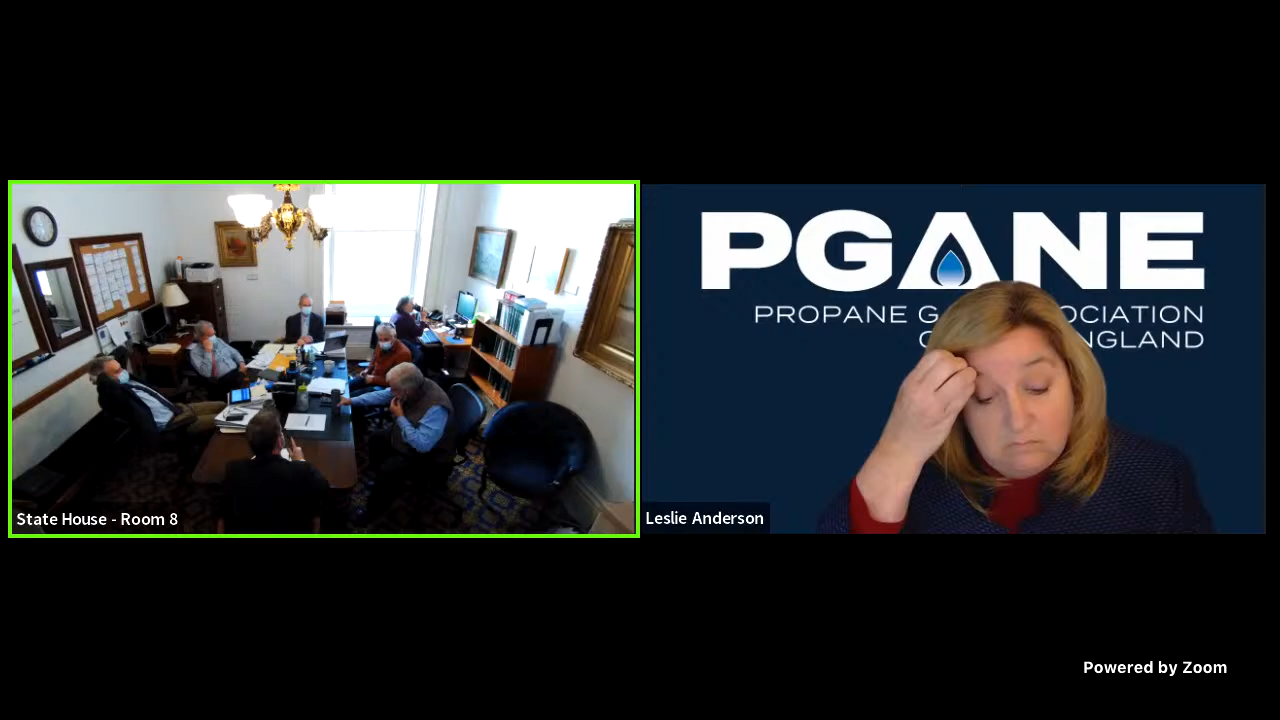 State House - Room 8
PGANE
PROPANE G OCIATION
NGLAND
Leslie Anderson
Powered by Zoom